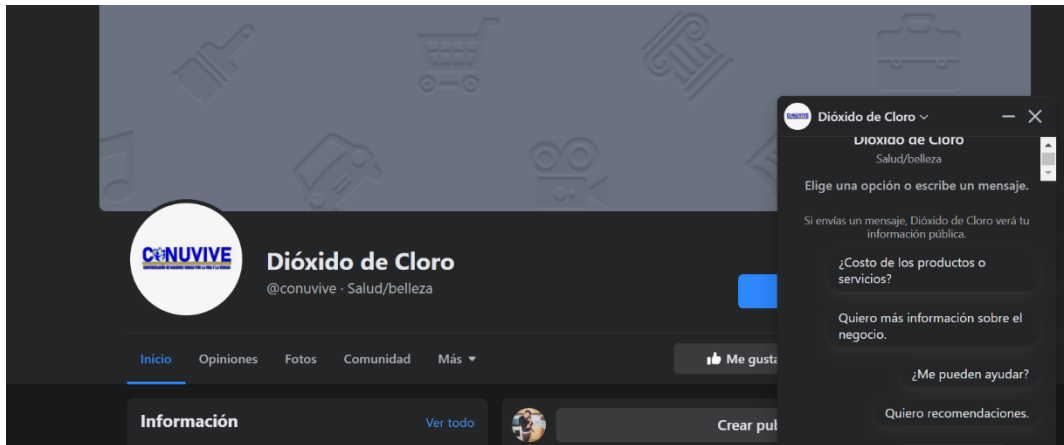 CONUVIVE
Dióxido de Cloro
@conuvive · Salud/belleza
Inicio
Opiniones
Fotos
Comunidad
Más
Me gusta
Información
Ver todo
Crear pub
Dióxido de Cloro
Dióxido de Cloro
Salud/belleza
Elige una opción o escribe un mensaje.
Si envías un mensaje, Dióxido de Cloro verá tu
información pública.
¿Costo de los productos o
servicios?
Quiero más información sobre el
negocio.
¿Me pueden ayudar?
Quiero recomendaciones.